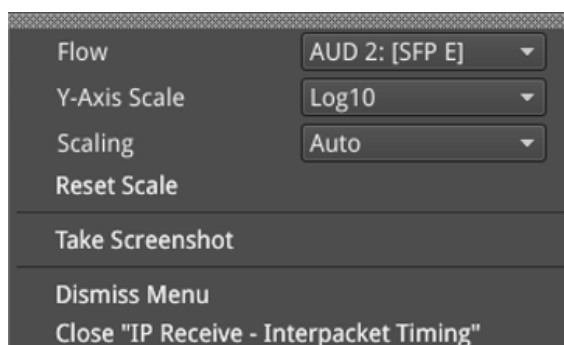 Flow AUD 2: [SFP E]
Y-Axis Scale Log10
Scaling Auto
Reset Scale
Take Screenshot
Dismiss Menu
Close "IP Receive - Interpacket Timing"